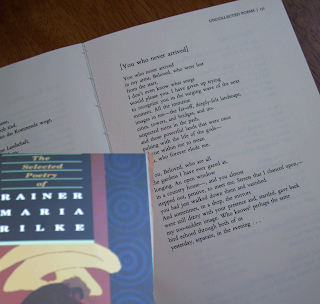 UNCOLLECTED POEMS
[You who never arrived]
You who never arrived
in my arms, Beloved, who were lost
from the start,
I don't even know what songs
would please you. I have given up trying
to recognize you in the surging wave of the next
moment. All the immense
images in me—the far-off, deeply-felt landscape,
cities, towers, and bridges, and un-
suspected turns in the path,
and those powerful lands that were once
pulsing with the life of the gods—
within me to mean
who forever elude me.
Beloved, who are all
the gardens I have ever gazed at,
longing. An open window
in a country house—, and you almost
stepped out, pensive, to meet me. Streets that I chanced upon,—
you had just walked down them and vanished.
And sometimes, in a shop, the mirrors
were still dizzy with your presence and, startled, gave back
my too-sudden image. Who knows? perhaps the same
bird echoed through both of us
yesterday, separate, in the evening . . .
die Kommende wage,
Landschaft,
The
Selected
Poetry
of
RAINER
MARIA
RILKE